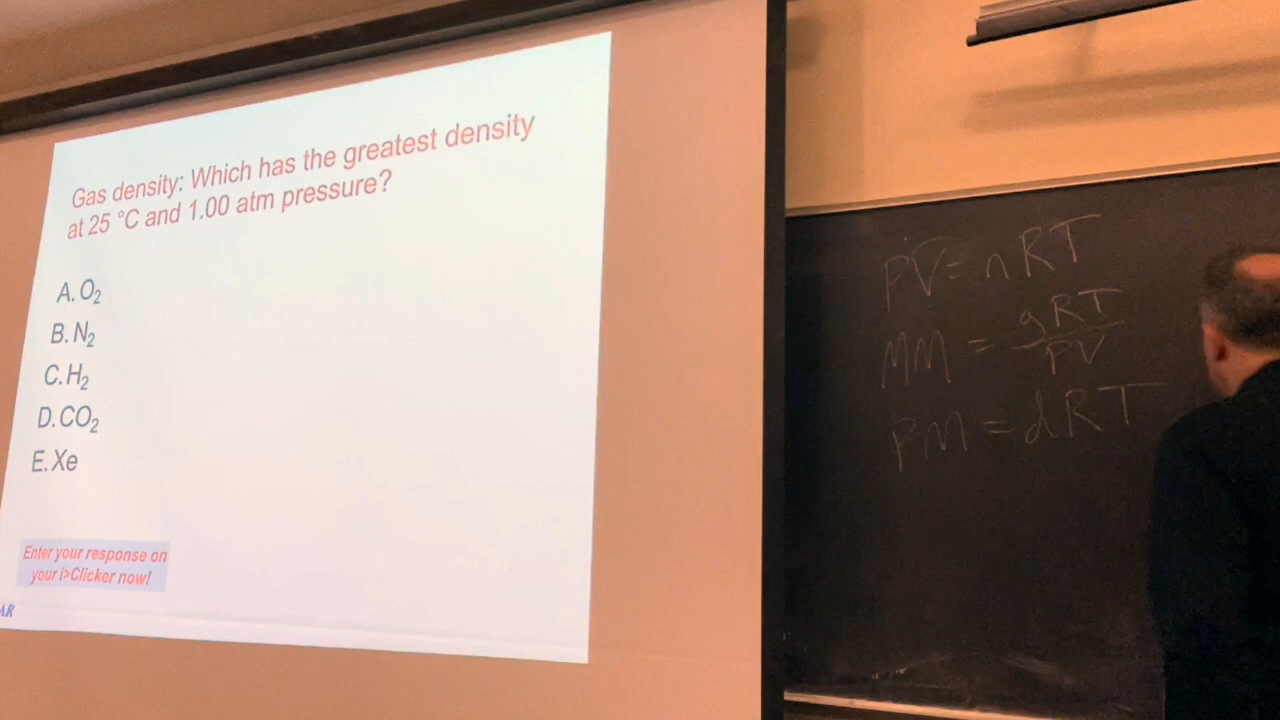 Gas density: Which has the greatest density
at 25 °C and 1.00 atm pressure?
A. O₂
B. N₂
C. H₂
D. CO₂
E. Xe
Enter your response on
your i>Clicker now!
AR
PV = nRT
MM = gRT/PV
PM = dRT